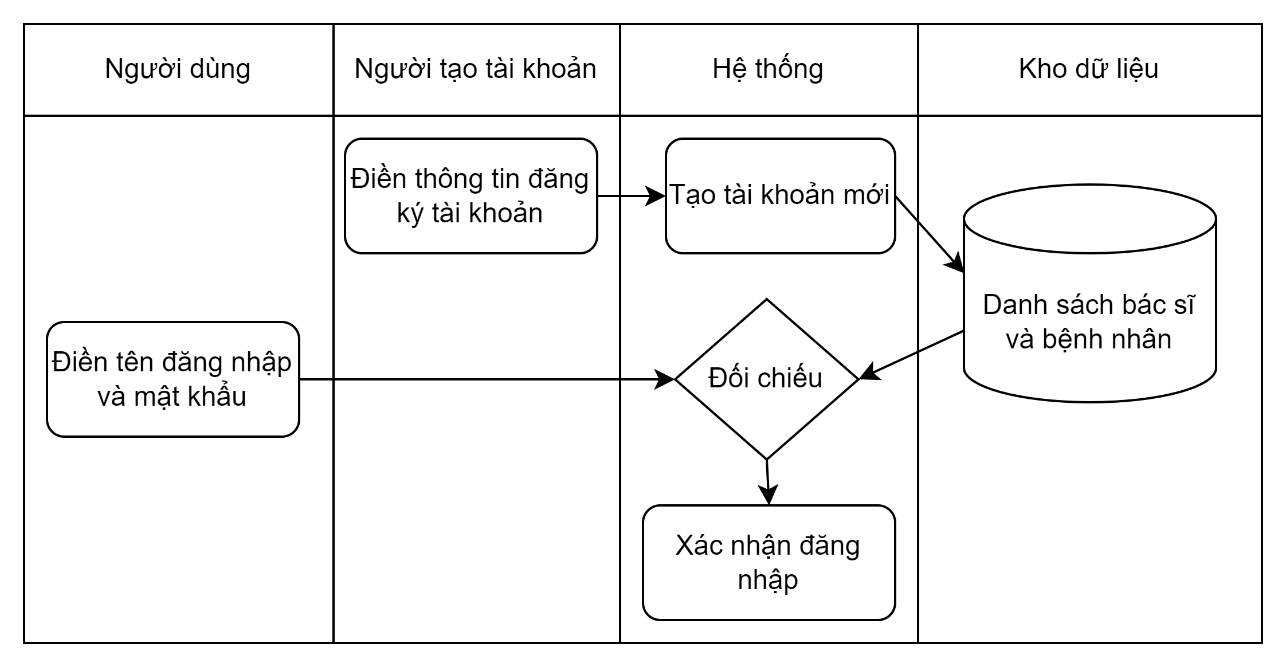 Người dùng
Người tạo tài khoản
Hệ thống
Kho dữ liệu
Điền thông tin đăng
ký tài khoản
Tạo tài khoản mới
Danh sách bác sĩ
và bệnh nhân
Điền tên đăng nhập
và mật khẩu
Đối chiếu
Xác nhận đăng
nhập